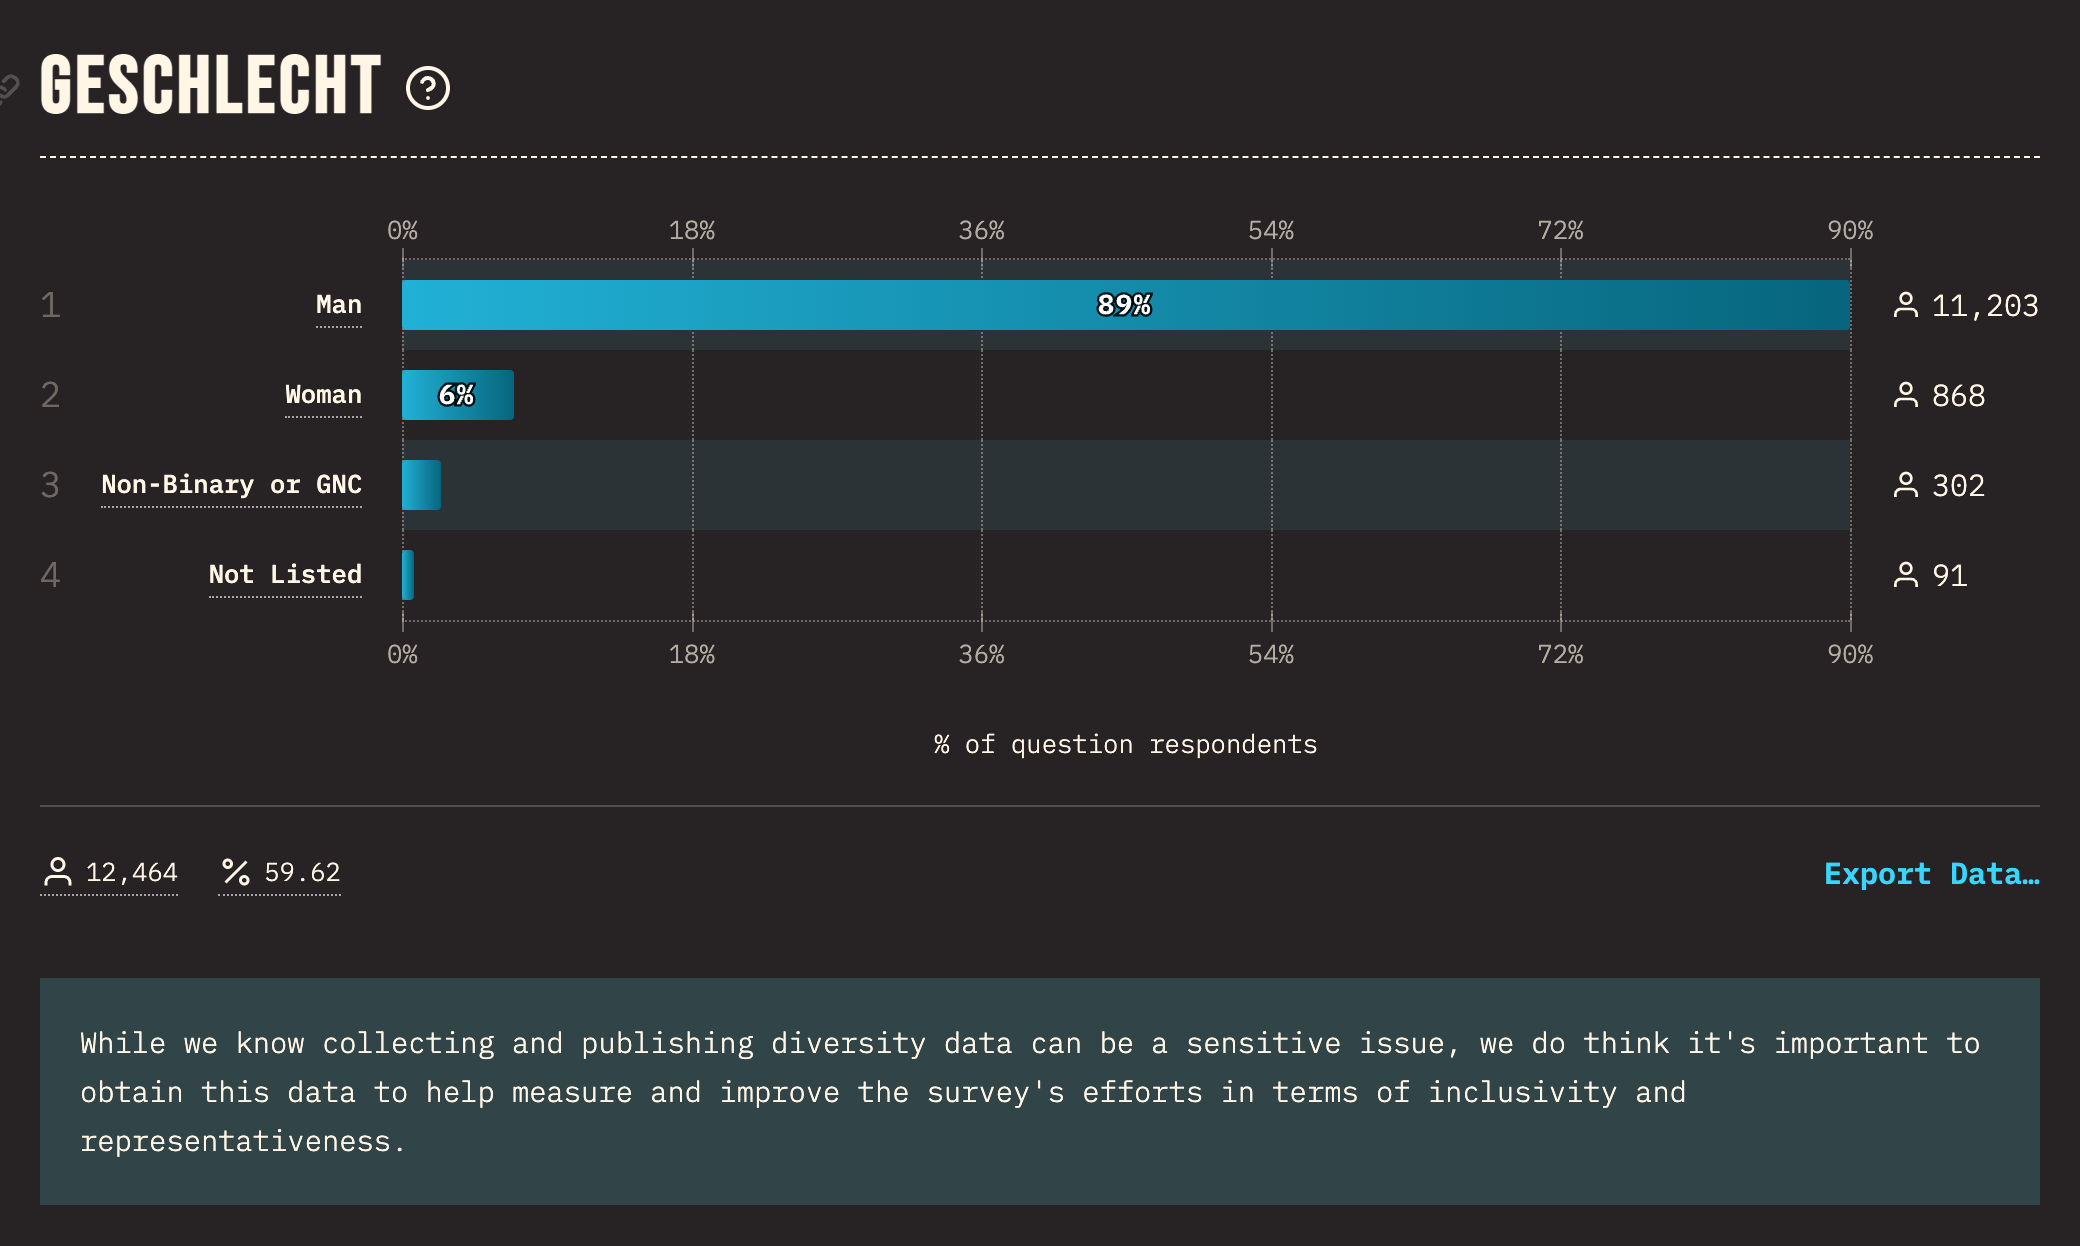 GESCHLECHT
0% 18% 36% 54% 72% 90%
1 Man 89% 11,203
2 Woman 6% 868
3 Non-Binary or GNC 302
4 Not Listed 91
0% 18% 36% 54% 72% 90%
% of question respondents
12,464 % 59.62 Export Data…
While we know collecting and publishing diversity data can be a sensitive issue, we do think it's important to
obtain this data to help measure and improve the survey's efforts in terms of inclusivity and
representativeness.